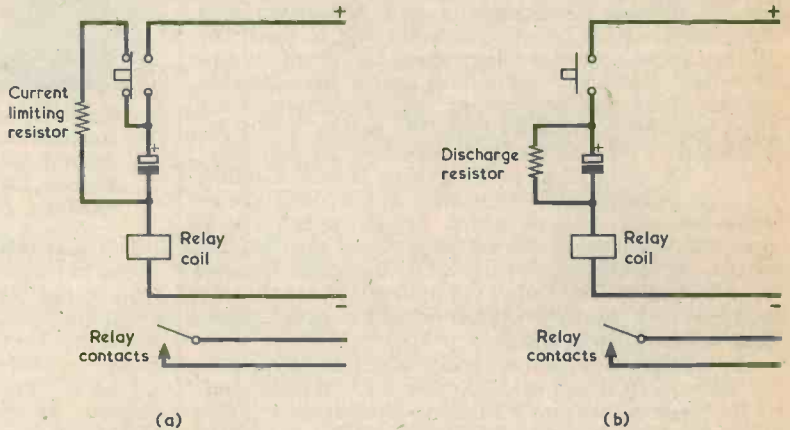 +
Current
limiting
resistor
+
Relay
coil
−
Relay
contacts
(a)
+
Discharge
resistor
+
Relay
coil
−
Relay
contacts
(b)